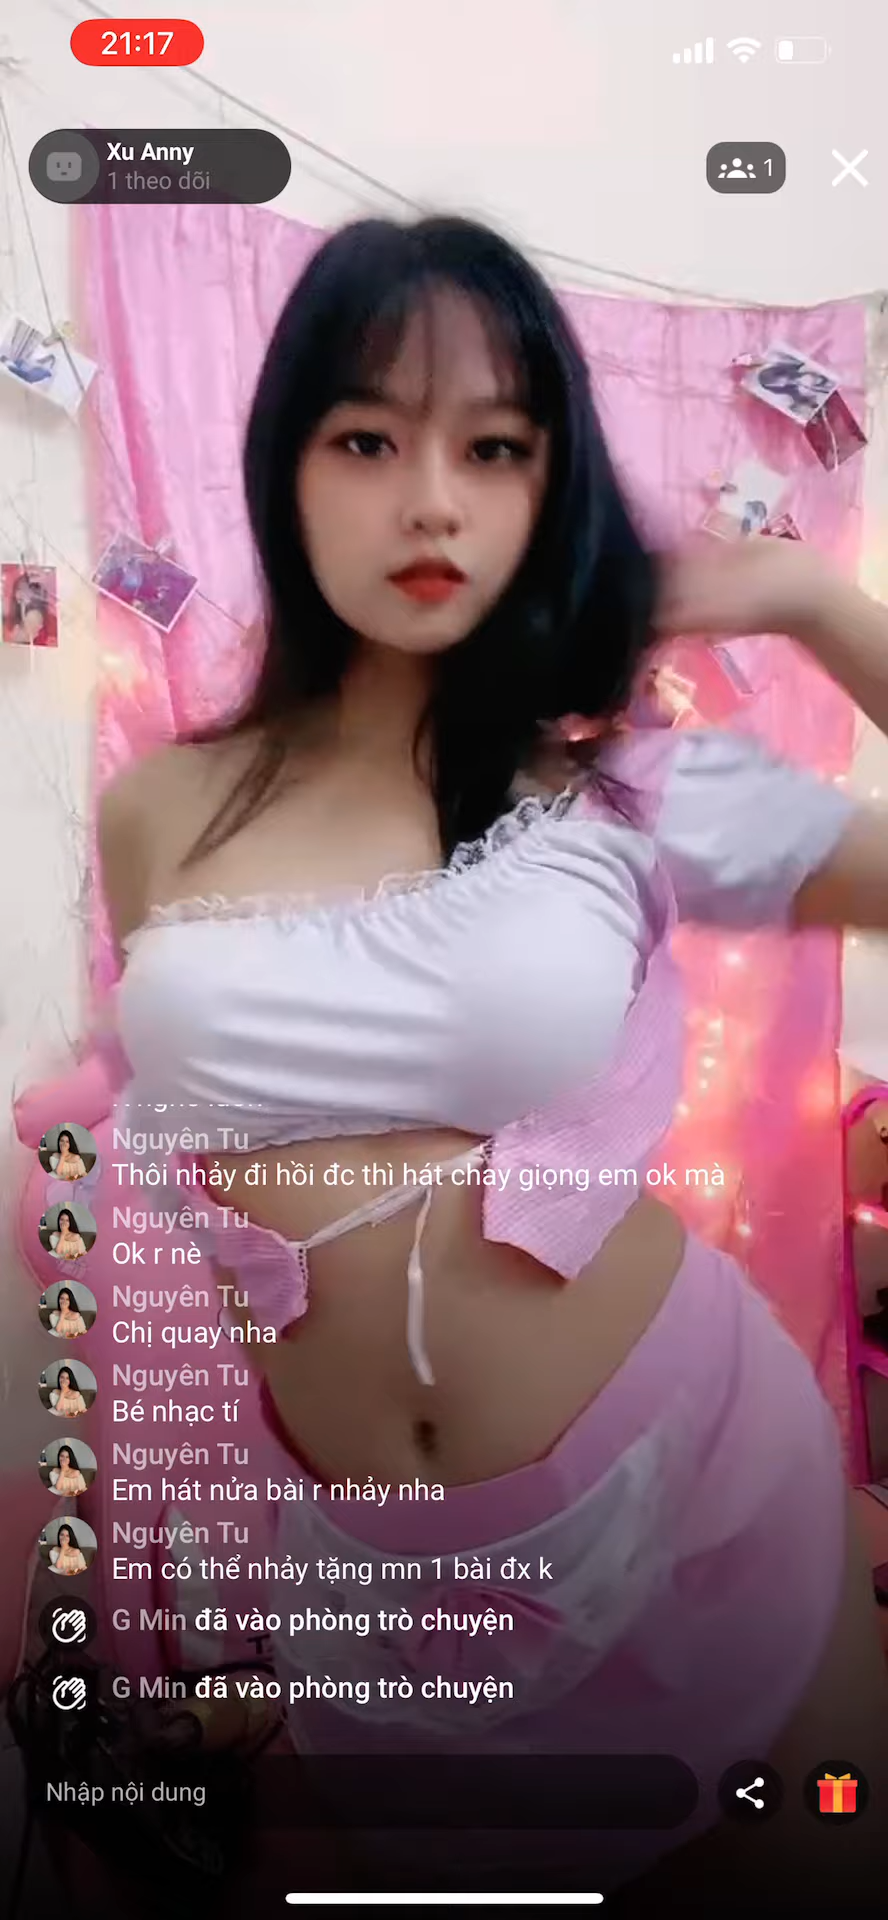 21:17
Xu Anny
1 theo dõi
1
Nguyên Tu
Thôi nhảy đi hồi đc thì hát chay giọng em ok mà
Nguyên Tu
Ok r nè
Nguyên Tu
Chị quay nha
Nguyên Tu
Bé nhạc tí
Nguyên Tu
Em hát nửa bài r nhảy nha
Nguyên Tu
Em có thể nhảy tặng mn 1 bài đx k
G Min đã vào phòng trò chuyện
G Min đã vào phòng trò chuyện
Nhập nội dung